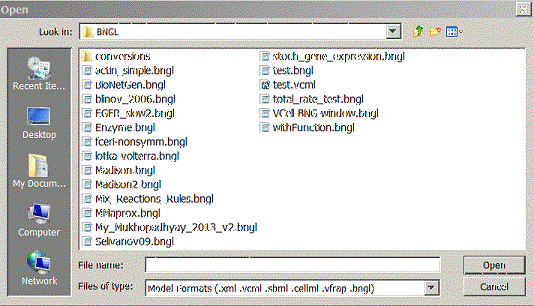 Open
Look in: BNGL
conversions
actin_simple.bngl
BioNetGen.bngl
blinov_2006.bngl
EGFR_slow2.bngl
Enzyme.bngl
fceri-nonsymm.bngl
lotka-volterra.bngl
Madison.bngl
Madison2.bngl
Mix_Reactions_Rules.bngl
MMaprox.bngl
My_Mukhopadhyay_2013_v2.bngl
Selivanov09.bngl
stoch_gene_expression.bngl
test.bngl
test.vcml
total_rate_test.bngl
VCell-BNG-window.bngl
withFunction.bngl
Recent Ite...
Desktop
My Docum...
Computer
Network
File name:
Open
Files of type: Model Formats (.xml .vcml .sbml .cellml .vfrap .bngl)
Cancel